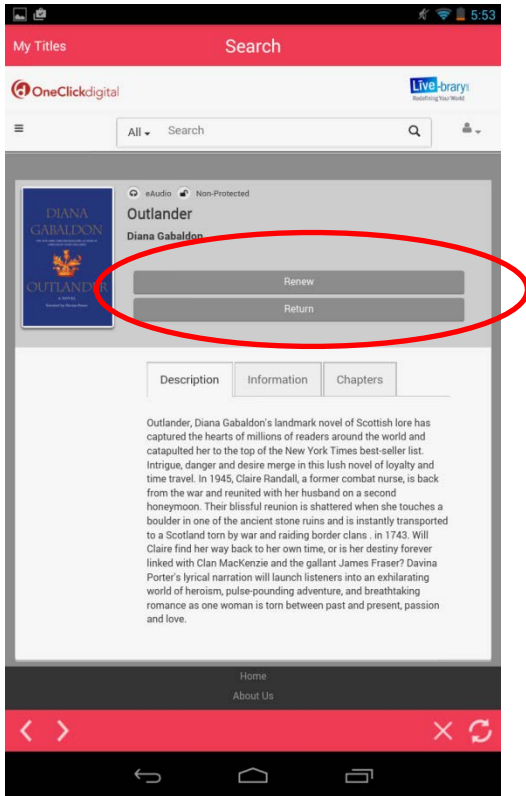 5:53
My Titles
Search
OneClickdigital
Live-brary
Redefining Your World
All
Search
eAudio
Non-Protected
DIANA
GABALDON
OUTLANDER
A NOVEL
Outlander
Diana Gabaldon
Renew
Return
Description
Information
Chapters
Outlander, Diana Gabaldon's landmark novel of Scottish lore has
captured the hearts of millions of readers around the world and
catapulted her to the top of the New York Times best-seller list.
Intrigue, danger and desire merge in this lush novel of loyalty and
time travel. In 1945, Claire Randall, a former combat nurse, is back
from the war and reunited with her husband on a second
honeymoon. Their blissful reunion is shattered when she touches a
boulder in one of the ancient stone ruins and is instantly transported
to a Scotland torn by war and raiding border clans . in 1743. Will
Claire find her way back to her own time, or is her destiny forever
linked with Clan MacKenzie and the gallant James Fraser? Davina
Porter's lyrical narration will launch listeners into an exhilarating
world of heroism, pulse-pounding adventure, and breathtaking
romance as one woman is torn between past and present, passion
and love.
Home
About Us